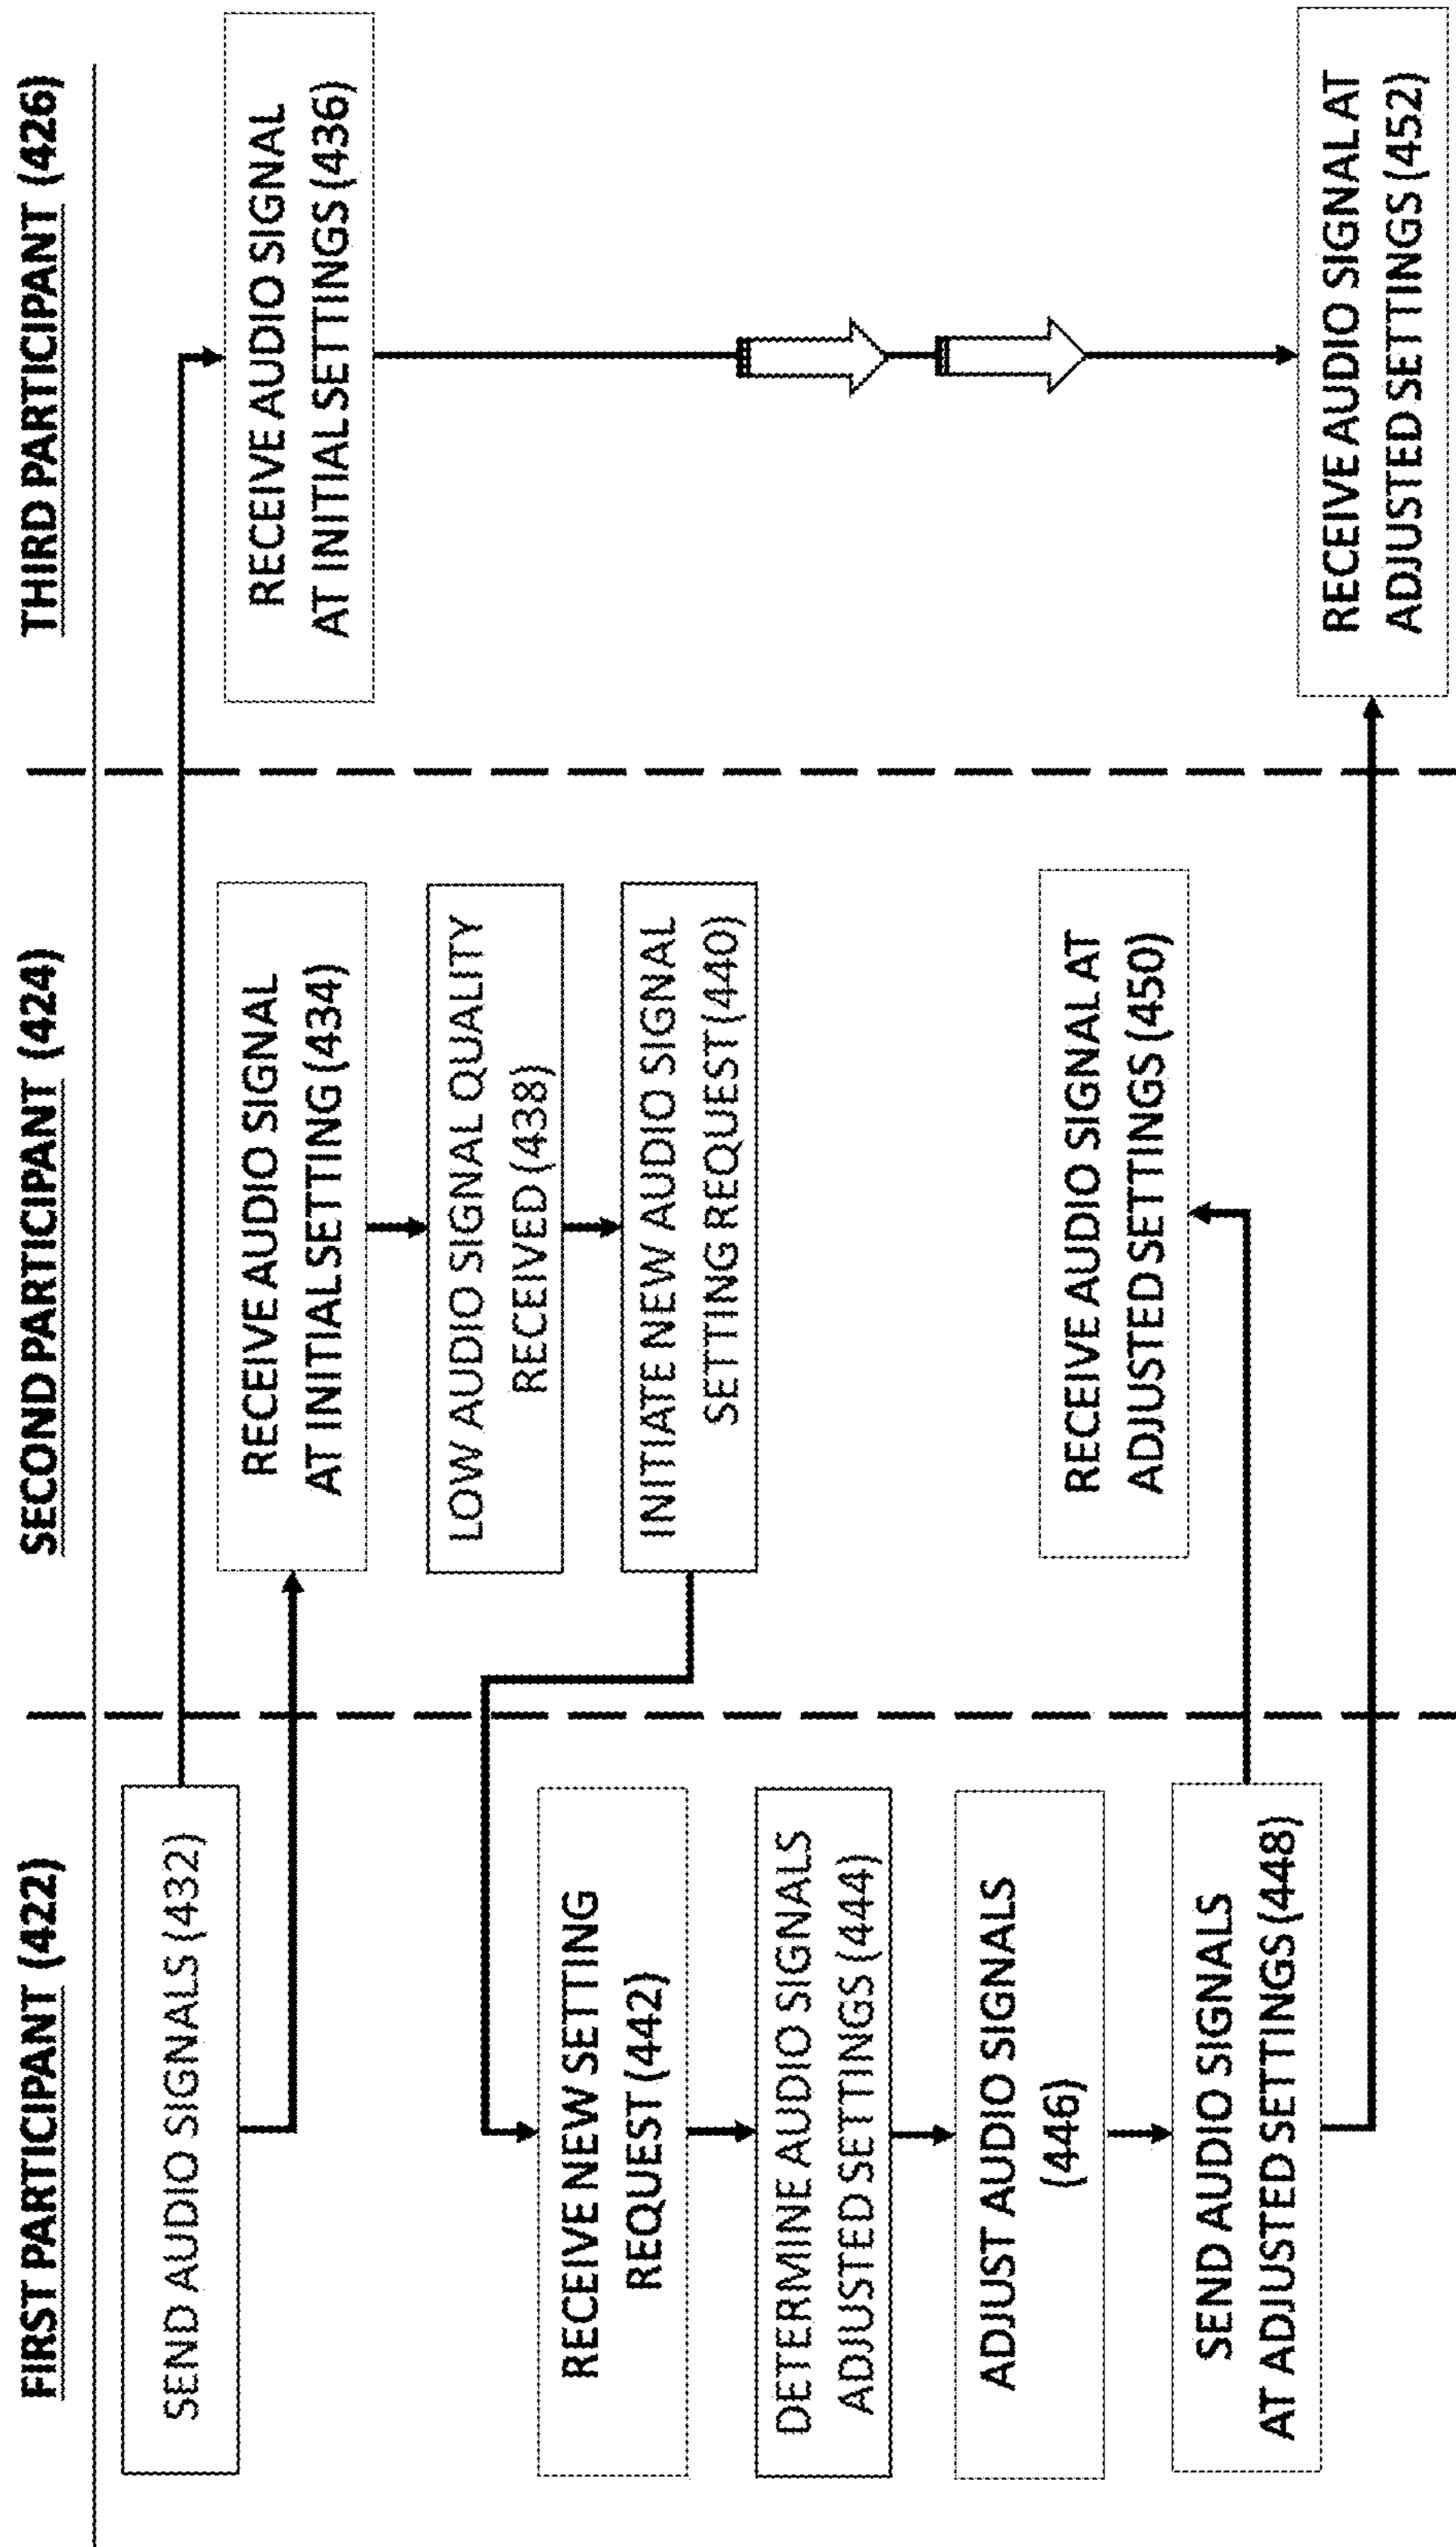 FIRST PARTICIPANT (422)
SECOND PARTICIPANT (424)
THIRD PARTICIPANT (426)
SEND AUDIO SIGNALS (432)
RECEIVE AUDIO SIGNAL
AT INITIAL SETTING (434)
RECEIVE AUDIO SIGNAL
AT INITIAL SETTINGS (436)
LOW AUDIO SIGNAL QUALITY
RECEIVED (438)
INITIATE NEW AUDIO SIGNAL
SETTING REQUEST (440)
RECEIVE NEW SETTING
REQUEST (442)
DETERMINE AUDIO SIGNALS
ADJUSTED SETTINGS (444)
ADJUST AUDIO SIGNALS
(446)
SEND AUDIO SIGNALS
AT ADJUSTED SETTINGS (448)
RECEIVE AUDIO SIGNAL AT
ADJUSTED SETTINGS (450)
RECEIVE AUDIO SIGNAL AT
ADJUSTED SETTINGS (452)